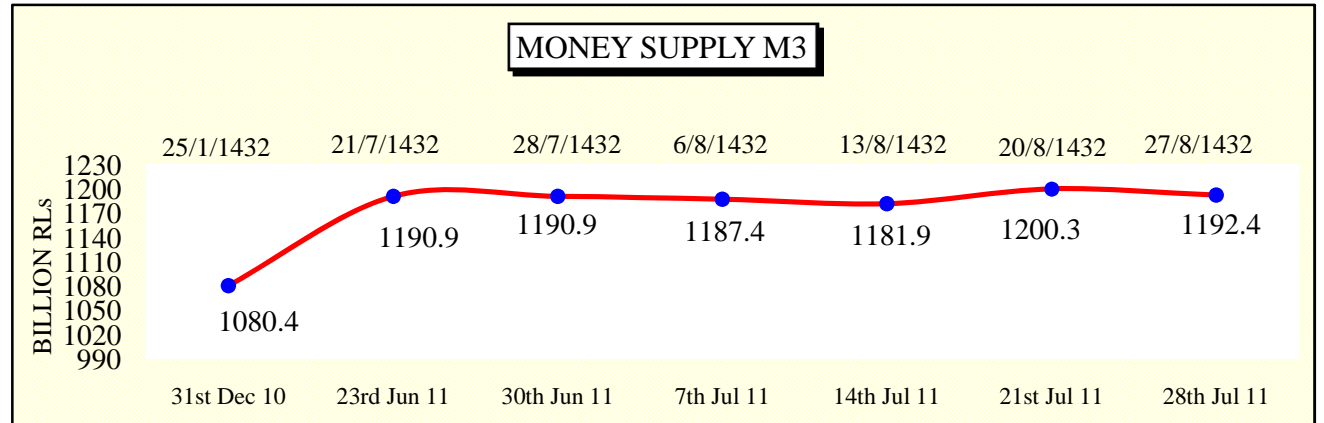 MONEY SUPPLY M3
25/1/1432 21/7/1432 28/7/1432 6/8/1432 13/8/1432 20/8/1432 27/8/1432
BILLION RLs
1230
1200
1170
1140
1110
1080
1050
1020
990
1080.4 1190.9 1190.9 1187.4 1181.9 1200.3 1192.4
31st Dec 10 23rd Jun 11 30th Jun 11 7th Jul 11 14th Jul 11 21st Jul 11 28th Jul 11